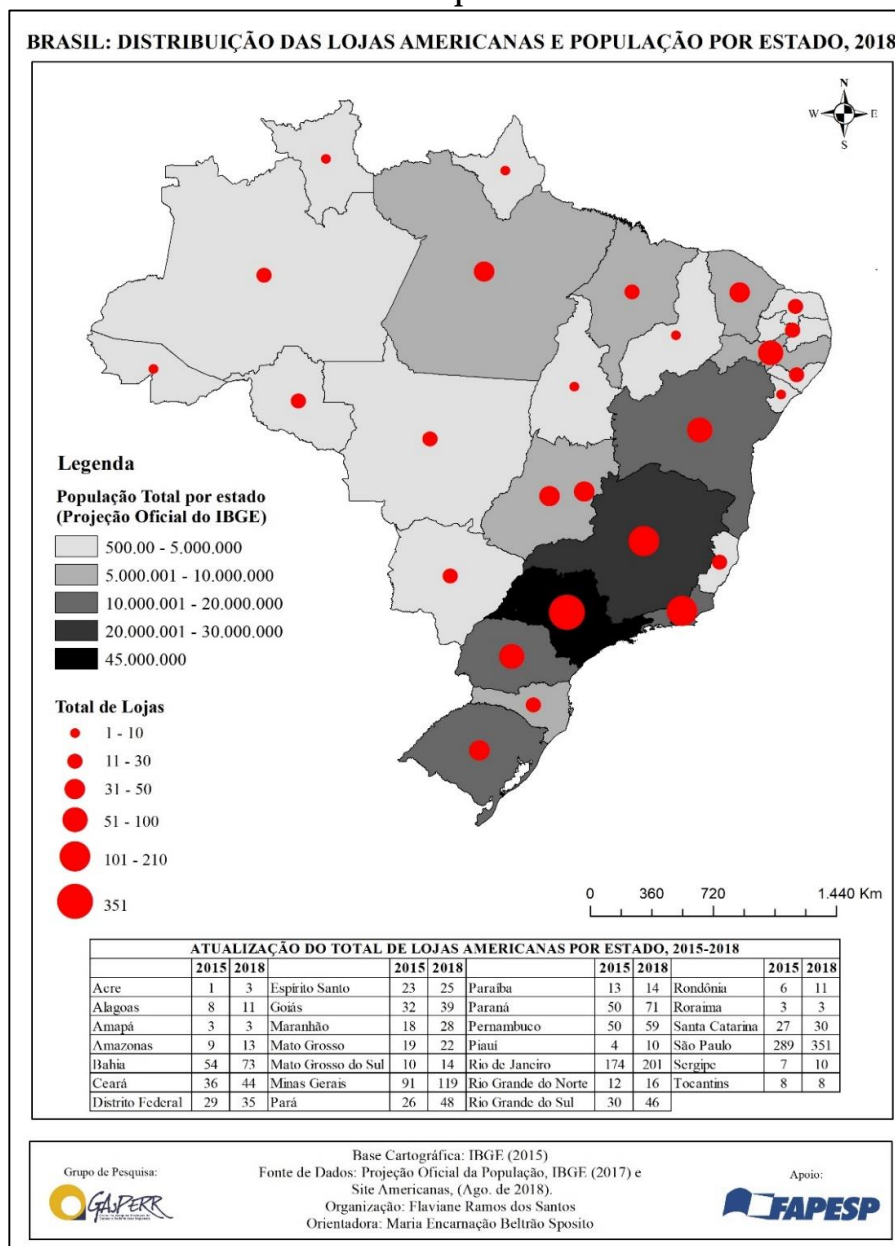 BRASIL: DISTRIBUIÇÃO DAS LOJAS AMERICANAS E POPULAÇÃO POR ESTADO, 2018
N
W E
S
Legenda
População Total por estado
(Projeção Oficial do IBGE)
500.00 - 5.000.000
5.000.001 - 10.000.000
10.000.001 - 20.000.000
20.000.001 - 30.000.000
45.000.000
Total de Lojas
1 - 10
11 - 30
31 - 50
51 - 100
101 - 210
351
0 360 720 1.440 Km
ATUALIZAÇÃO DO TOTAL DE LOJAS AMERICANAS POR ESTADO, 2015-2018
2015 2018 2015 2018 2015 2018 2015 2018
Acre 1 3 Espírito Santo 23 25 Paraíba 13 14 Rondônia 6 11
Alagoas 8 11 Goiás 32 39 Paraná 50 71 Roraima 3 3
Amapá 3 3 Maranhão 18 28 Pernambuco 50 59 Santa Catarina 27 30
Amazonas 9 13 Mato Grosso 19 22 Piauí 4 10 São Paulo 289 351
Bahia 54 73 Mato Grosso do Sul 10 14 Rio de Janeiro 174 201 Sergipe 7 10
Ceará 36 44 Minas Gerais 91 119 Rio Grande do Norte 12 16 Tocantins 8 8
Distrito Federal 29 35 Pará 26 48 Rio Grande do Sul 30 46
Grupo de Pesquisa:
GAsPERR
Base Cartográfica: IBGE (2015)
Fonte de Dados: Projeção Oficial da População, IBGE (2017) e
Site Americanas, (Ago. de 2018).
Organização: Flaviane Ramos dos Santos
Orientadora: Maria Encarnação Beltrão Sposito
Apoio:
FAPESP